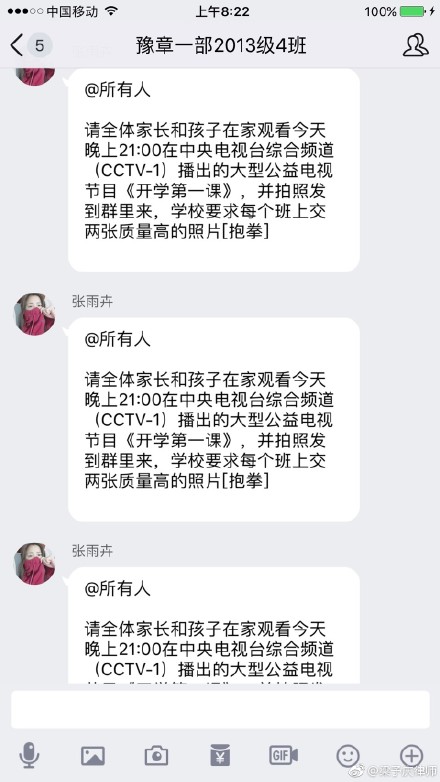 中国移动 上午8:22 100%
5 豫章一部2013级4班
@所有人
请全体家长和孩子在家观看今天
晚上21:00在中央电视台综合频道
（CCTV-1）播出的大型公益电视
节目《开学第一课》，并拍照发
到群里来，学校要求每个班上交
两张质量高的照片[抱拳]
张雨卉
@所有人
请全体家长和孩子在家观看今天
晚上21:00在中央电视台综合频道
（CCTV-1）播出的大型公益电视
节目《开学第一课》，并拍照发
到群里来，学校要求每个班上交
两张质量高的照片[抱拳]
张雨卉
@所有人
请全体家长和孩子在家观看今天
晚上21:00在中央电视台综合频道
（CCTV-1）播出的大型公益电视
GIF